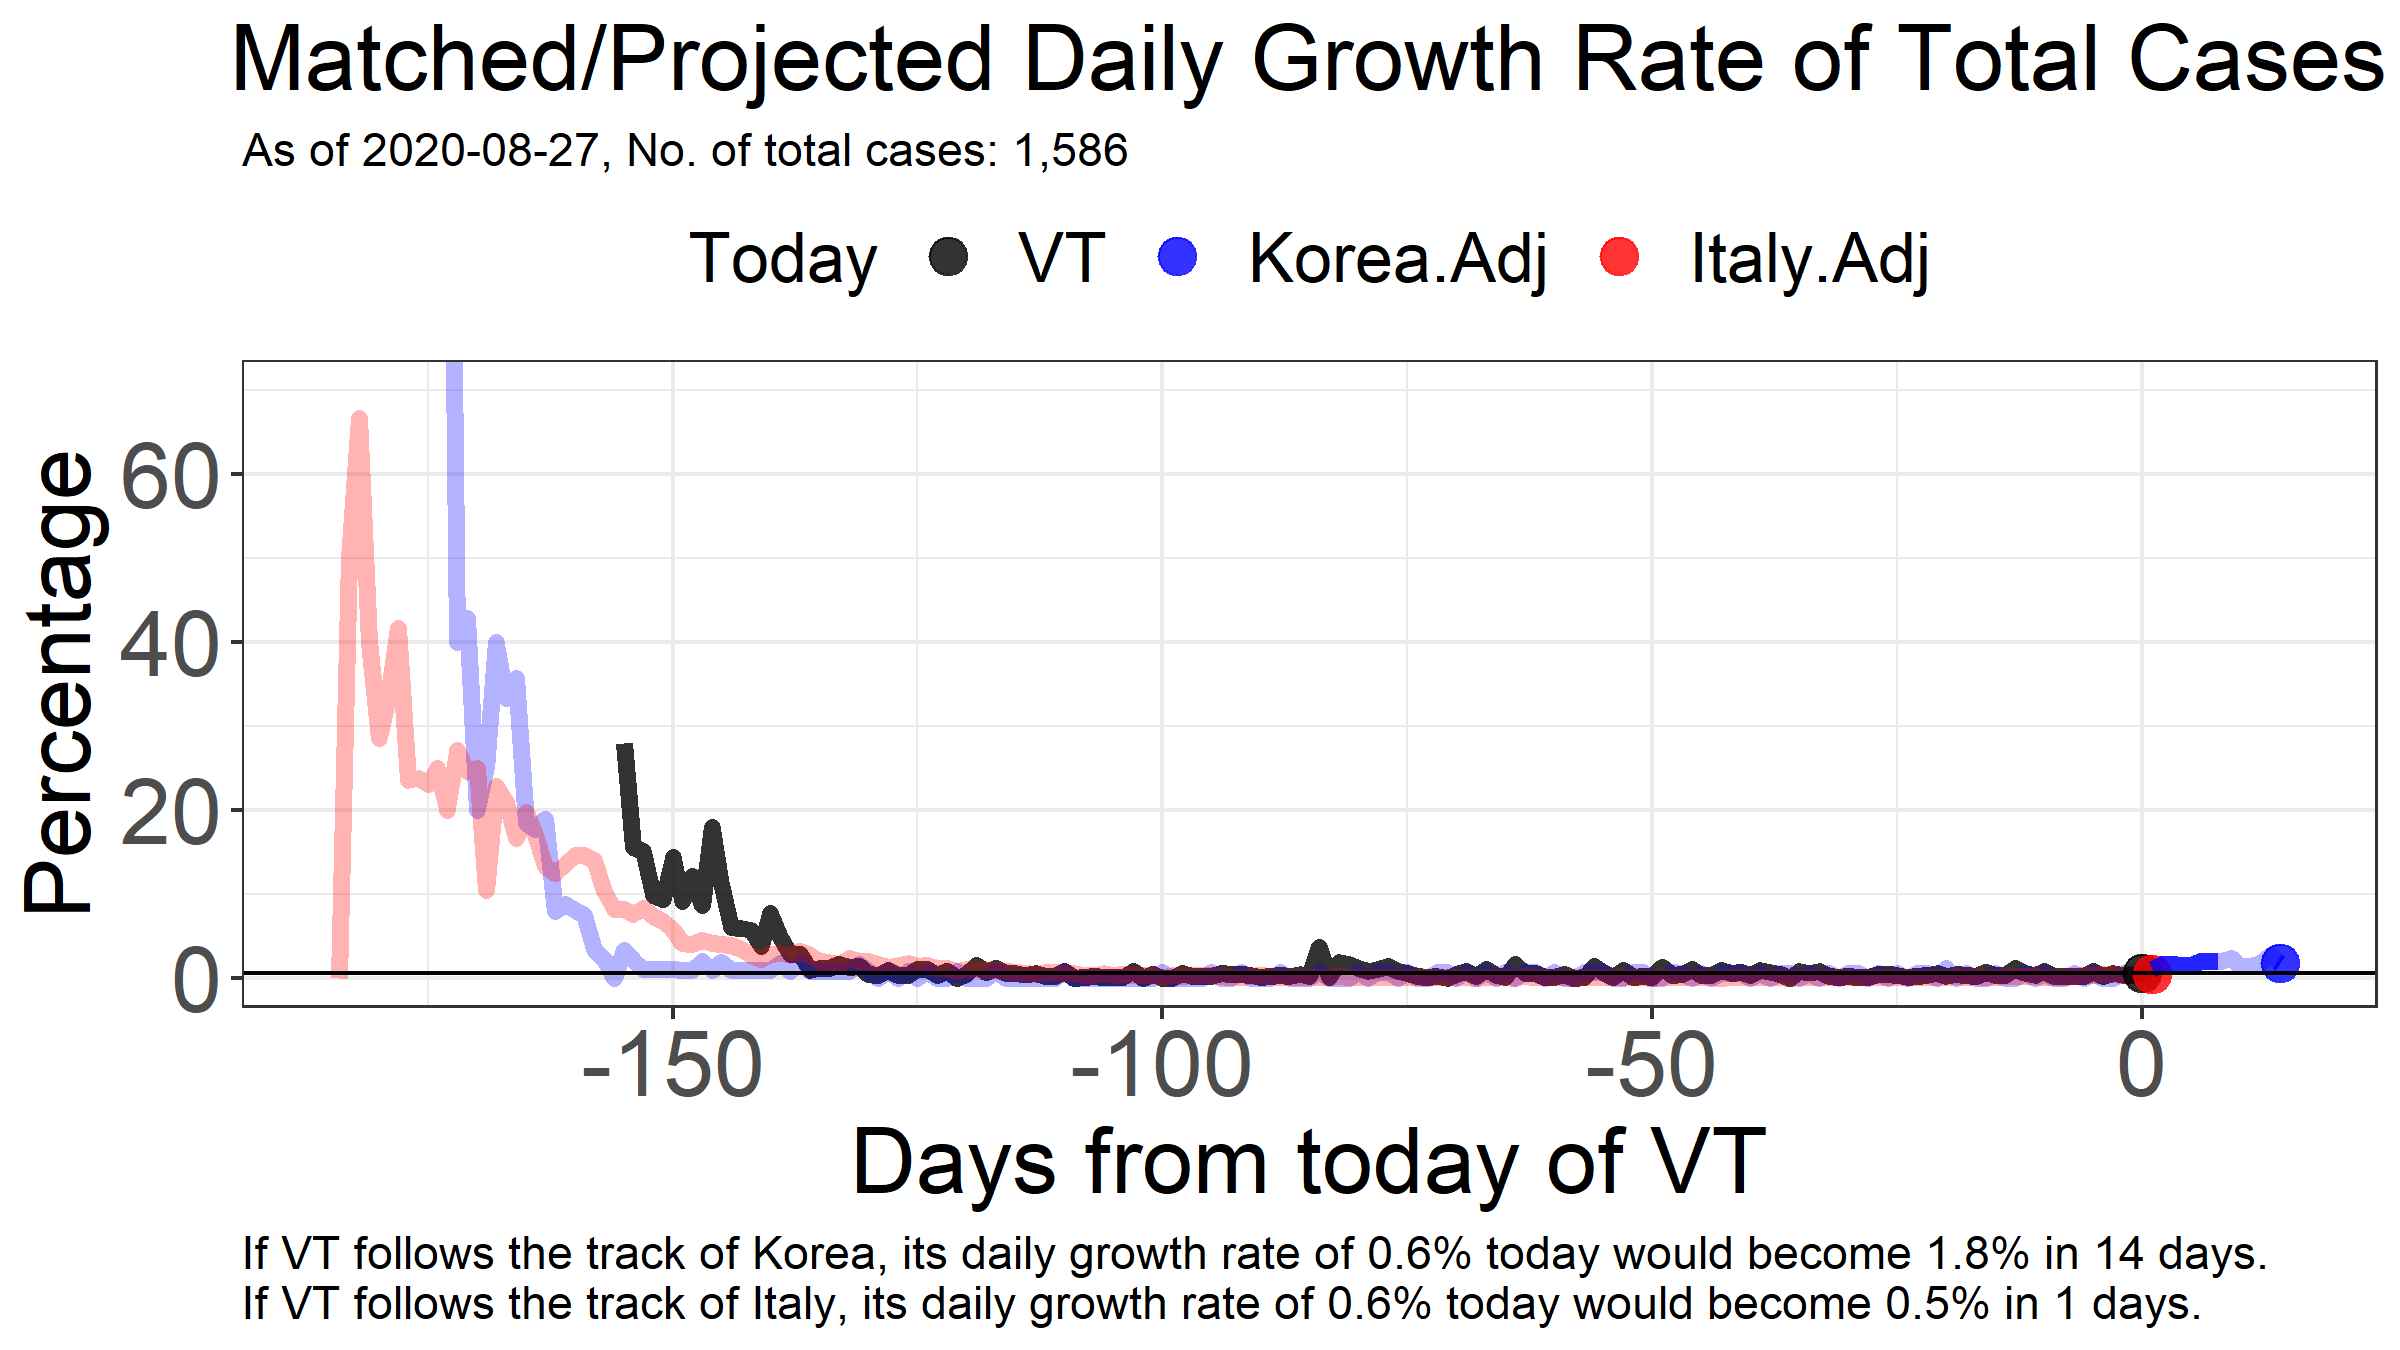 Matched/Projected Daily Growth Rate of Total Cases
As of 2020-08-27, No. of total cases: 1,586
Today VT Korea.Adj Italy.Adj
Percentage
60
40
20
0
-150 -100 -50 0
Days from today of VT
If VT follows the track of Korea, its daily growth rate of 0.6% today would become 1.8% in 14 days.
If VT follows the track of Italy, its daily growth rate of 0.6% today would become 0.5% in 1 days.